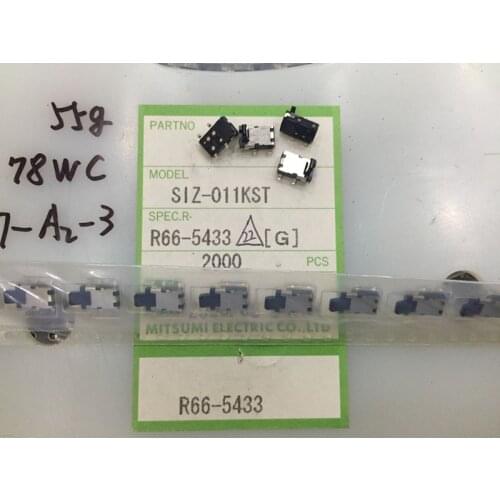 55g
78WC
7-A2-3
PARTNO
MODEL
SIZ-011KST
SPEC.R-
R66-5433 22 [G]
2000 PCS
MITSUMI ELECTRIC CO.,LTD
R66-5433